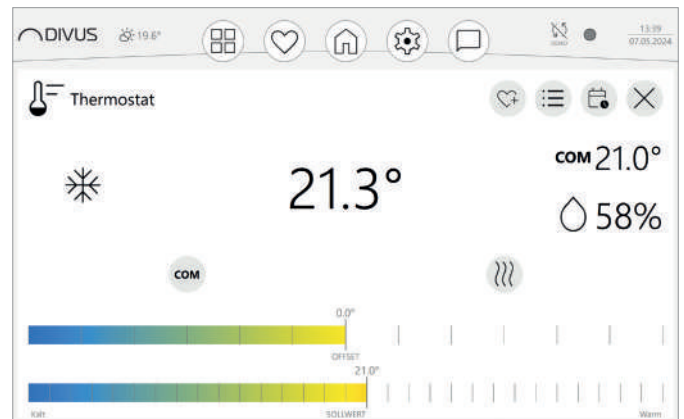 DIVUS 19.6° 13:39
07.05.2024
Thermostat
21.3°
COM 21.0°
58%
COM
0.0°
OFFSET
21.0°
Kalt SOLLWERT Warm